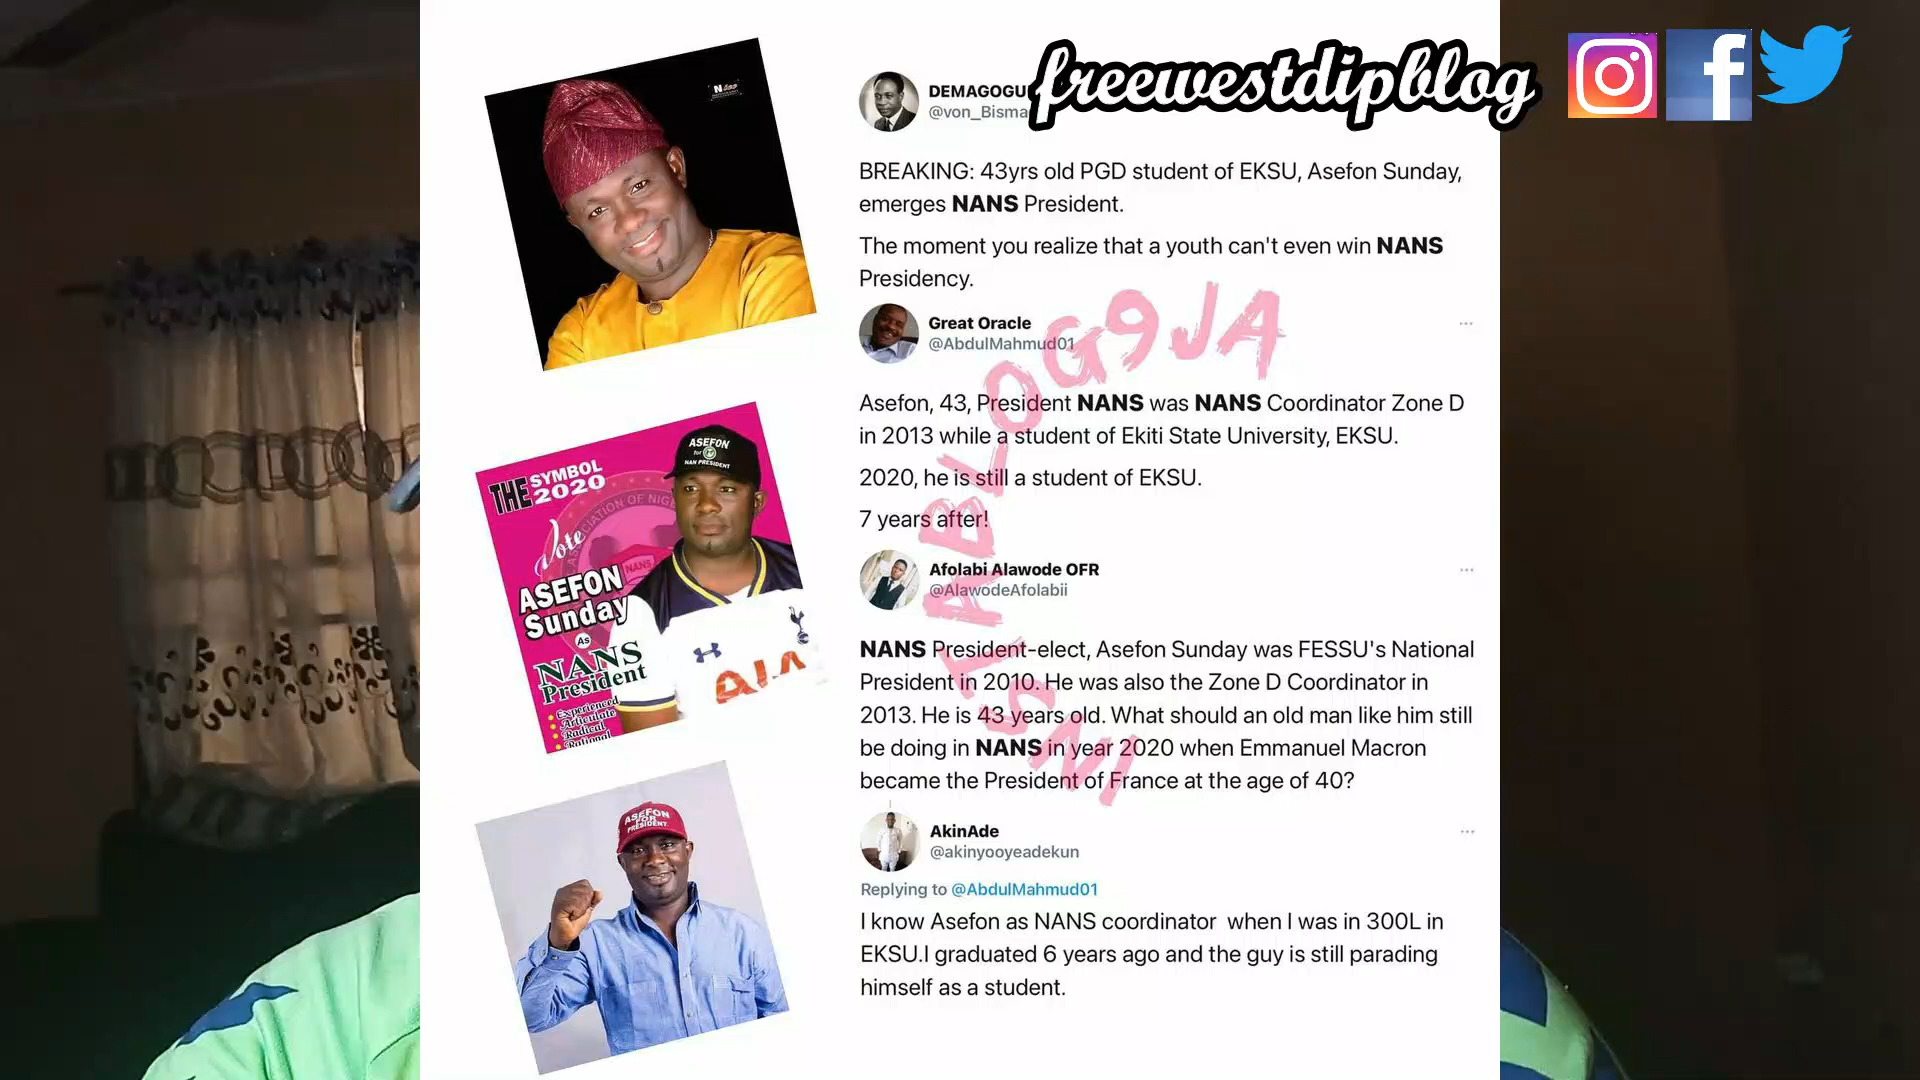 freewestdipblog
DEMAGOGU
@von_Bisma
BREAKING: 43yrs old PGD student of EKSU, Asefon Sunday,
emerges NANS President.
The moment you realize that a youth can't even win NANS
Presidency.
Great Oracle
@AbdulMahmud01
Asefon, 43, President NANS was NANS Coordinator Zone D
in 2013 while a student of Ekiti State University, EKSU.
2020, he is still a student of EKSU.
7 years after!
Afolabi Alawode OFR
@AlawodeAfolabii
NANS President-elect, Asefon Sunday was FESSU's National
President in 2010. He was also the Zone D Coordinator in
2013. He is 43 years old. What should an old man like him still
be doing in NANS in year 2020 when Emmanuel Macron
became the President of France at the age of 40?
AkinAde
@akinyooyeadekun
Replying to @AbdulMahmud01
I know Asefon as NANS coordinator when I was in 300L in
EKSU.I graduated 6 years ago and the guy is still parading
himself as a student.
INSTABLOG9JA
THE SYMBOL
2020
Vote
ASEFON
Sunday
As
NANS
President
Experienced
Articulate
Radical
Rational
ASEFON
for
NAN PRESIDENT
NANS
AIA
ASEFON
FOR
PRESIDENT